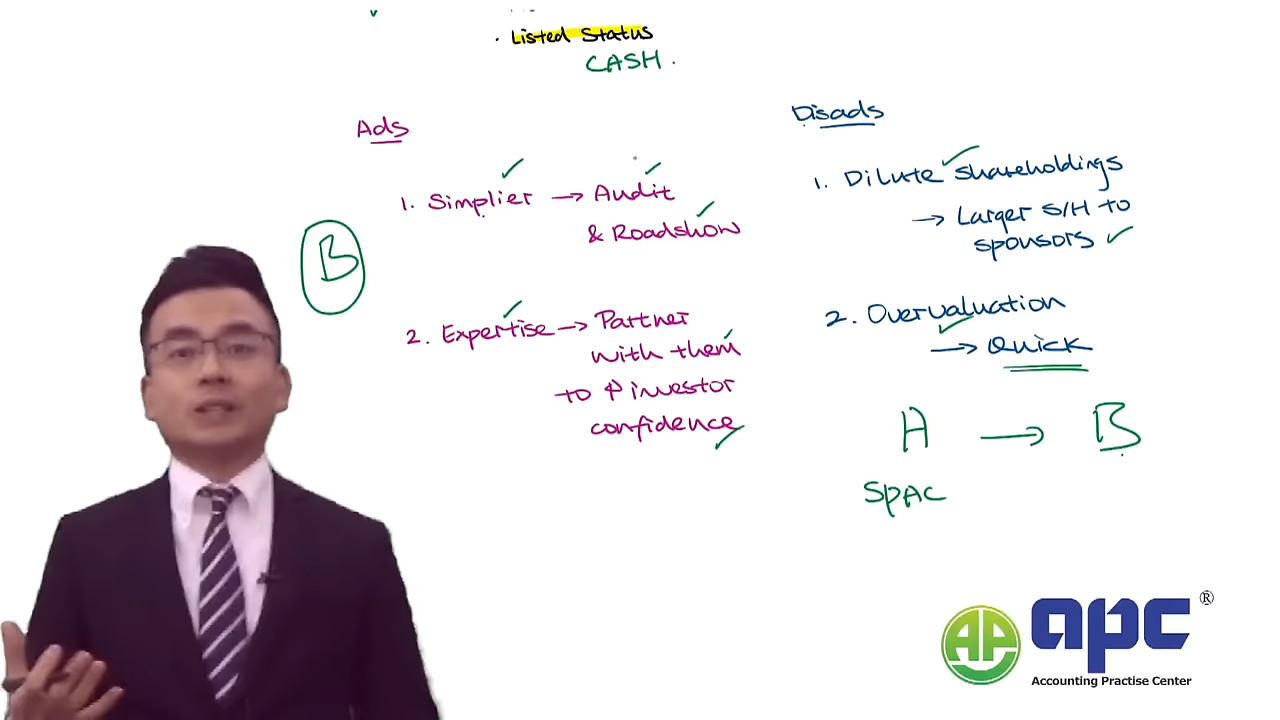 . Listed Status
CASH.
Ads
1. Simplier → Audit
& Roadshow
2. Expertise → Partner
with them
to ↑ investor
confidence
B
Disads
1. Dilute shareholdings
→ Larger S/H to
sponsors
2. Overvaluation
→ Quick
A → B
SPAC
AP apc ®
Accounting Practise Center